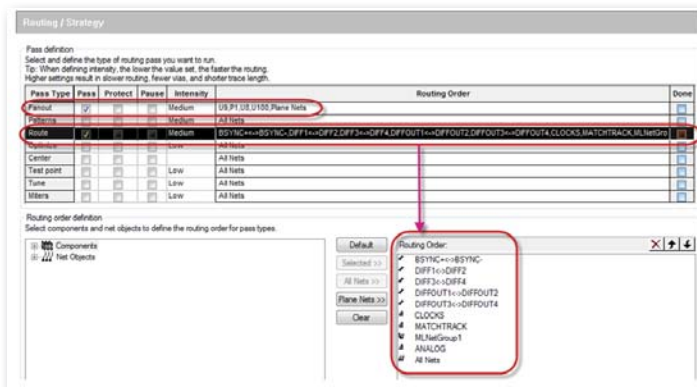 Routing / Strategy
Pass definition
Select and define the type of routing pass you want to run.
Tip: When defining intensity, the lower the value set, the faster the routing.
Higher settings result in slower routing, fewer vias, and shorter trace length.
Pass Type Pass Protect Pause Intensity Routing Order Done
Fanout Medium U9,P1,U8,U100,Plane Nets
Patterns Medium All Nets
Route Medium BSYNC+<->BSYNC-,DIFF1<->DIFF2,DIFF3<->DIFF4,DIFFOUT1<->DIFFOUT2,DIFFOUT3<->DIFFOUT4,CLOCKS,MATCHTRACK,MLNetGro
Optimize Low All Nets
Center All Nets
Test point Low All Nets
Tune Low All Nets
Miters Low All Nets
Routing order definition
Select components and net objects to define the routing order for pass types.
Components
Net Objects
Default
Selected >>
All Nets >>
Plane Nets >>
Clear
Routing Order:
BSYNC+<->BSYNC-
DIFF1<->DIFF2
DIFF3<->DIFF4
DIFFOUT1<->DIFFOUT2
DIFFOUT3<->DIFFOUT4
CLOCKS
MATCHTRACK
MLNetGroup1
ANALOG
All Nets